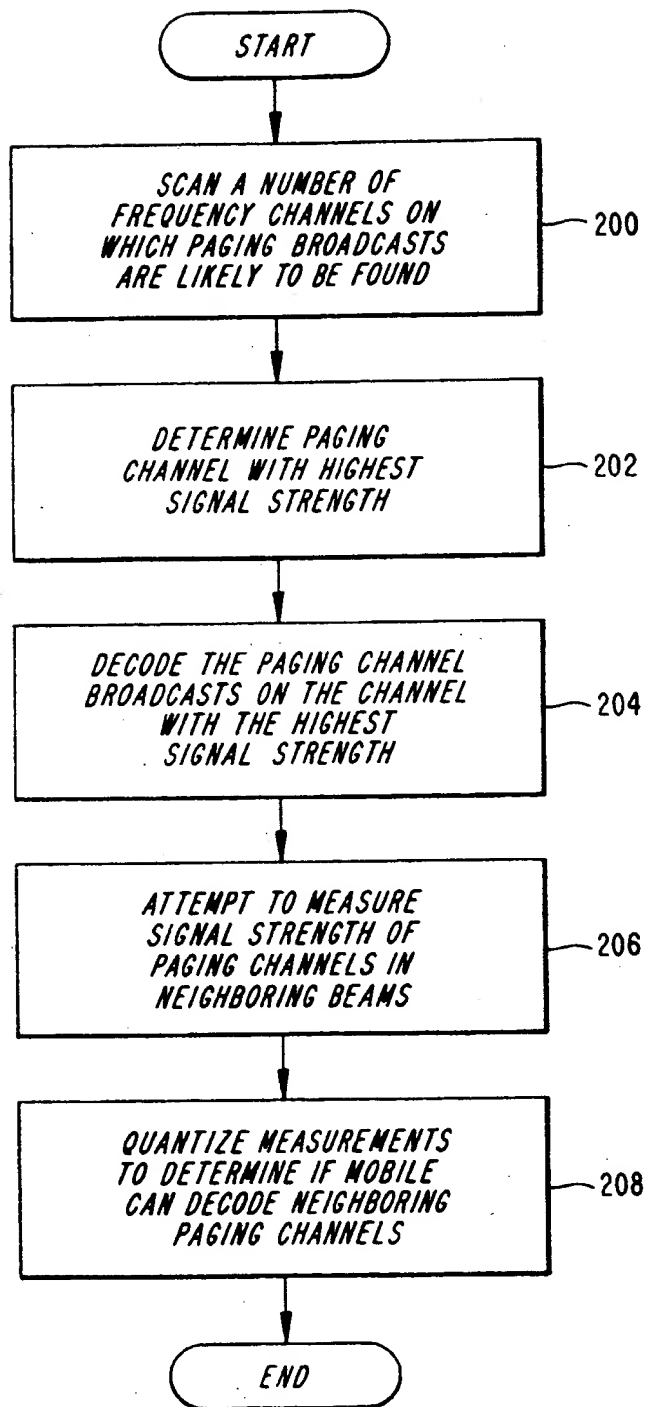 START
SCAN A NUMBER OF
FREQUENCY CHANNELS ON
WHICH PAGING BROADCASTS
ARE LIKELY TO BE FOUND
200
DETERMINE PAGING
CHANNEL WITH HIGHEST
SIGNAL STRENGTH
202
DECODE THE PAGING CHANNEL
BROADCASTS ON THE CHANNEL
WITH THE HIGHEST
SIGNAL STRENGTH
204
ATTEMPT TO MEASURE
SIGNAL STRENGTH OF
PAGING CHANNELS IN
NEIGHBORING BEAMS
206
QUANTIZE MEASUREMENTS
TO DETERMINE IF MOBILE
CAN DECODE NEIGHBORING
PAGING CHANNELS
208
END